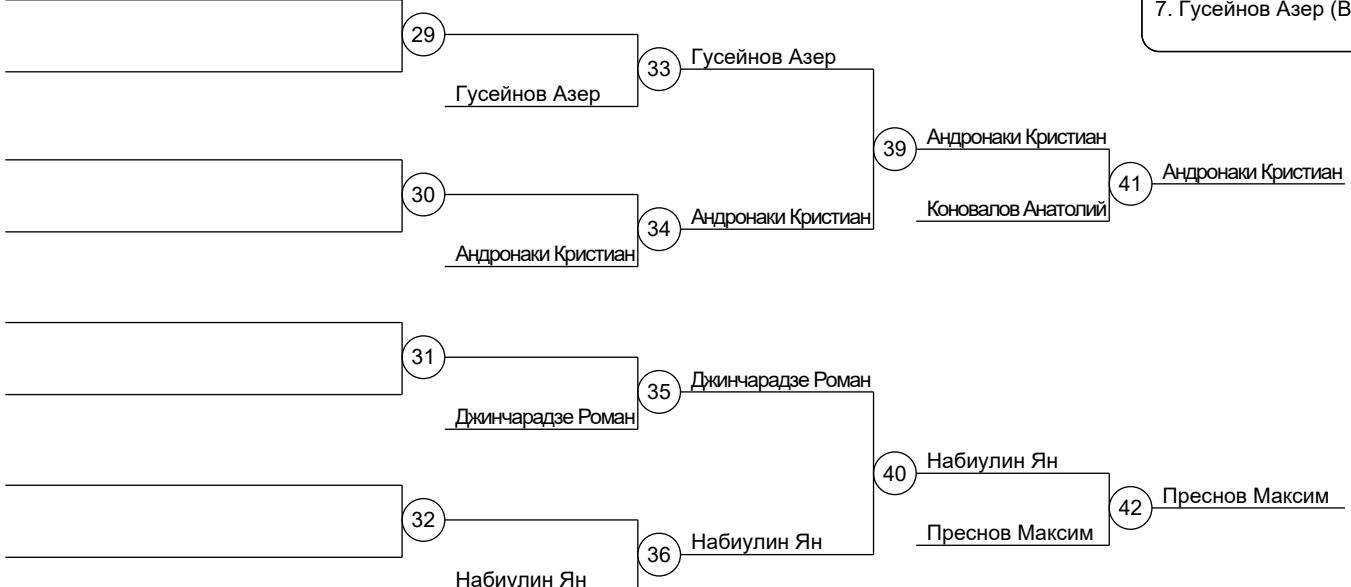 7. Гусейнов Азер (В
29
33
Гусейнов Азер
Гусейнов Азер
39
Андронаки Кристиан
41
Андронаки Кристиан
30
Коновалов Анатолий
34
Андронаки Кристиан
Андронаки Кристиан
31
35
Джинчарадзе Роман
Джинчарадзе Роман
40
Набиулин Ян
42
Преснов Максим
32
Преснов Максим
36
Набиулин Ян
Набиулин Ян